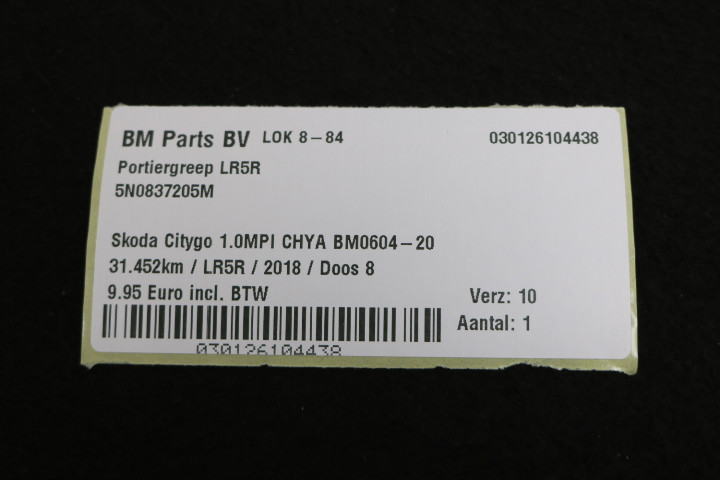 BM Parts BV LOK 8-84 030126104438
Portiergreep LR5R
5N0837205M
Skoda Citygo 1.0MPI CHYA BM0604-20
31.452km / LR5R / 2018 / Doos 8
9.95 Euro incl. BTW Verz: 10
Aantal: 1
030126104438